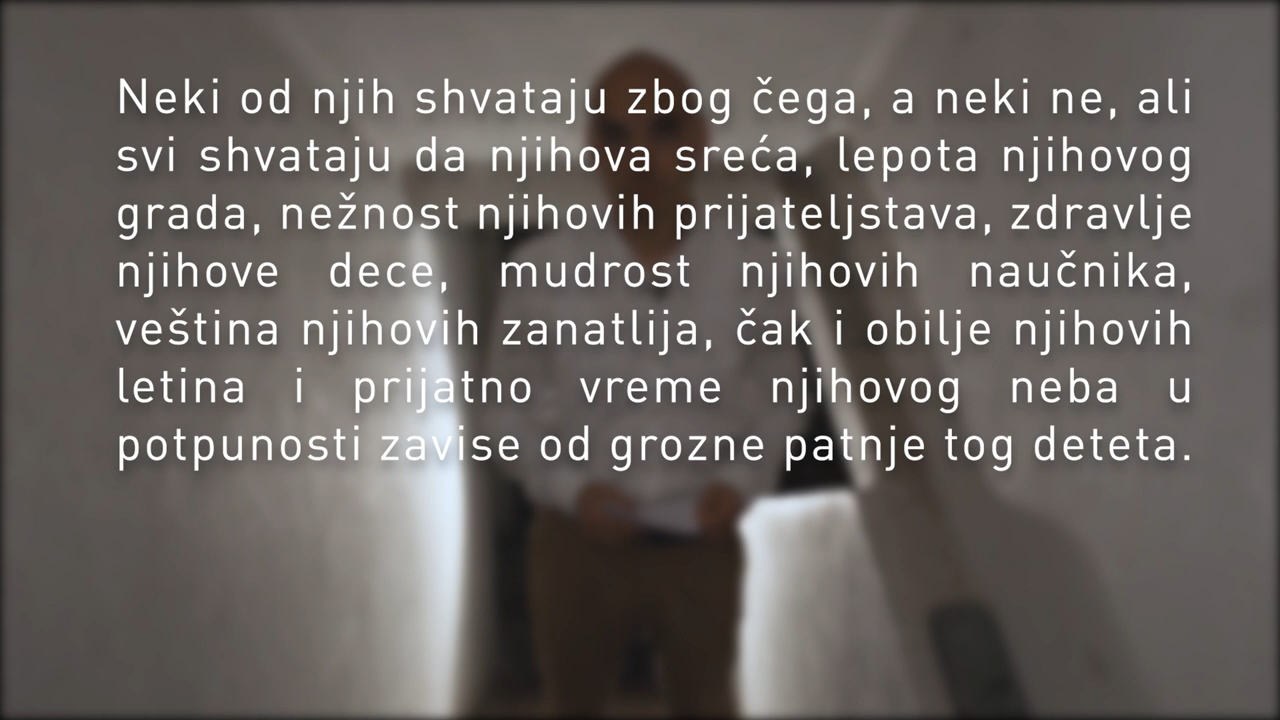 Neki od njih shvataju zbog čega, a neki ne, ali
svi shvataju da njihova sreća, lepota njihovog
grada, nežnost njihovih prijateljstava, zdravlje
njihove dece, mudrost njihovih naučnika,
veština njihovih zanatlija, čak i obilje njihovih
letina i prijatno vreme njihovog neba u
potpunosti zavise od grozne patnje tog deteta.